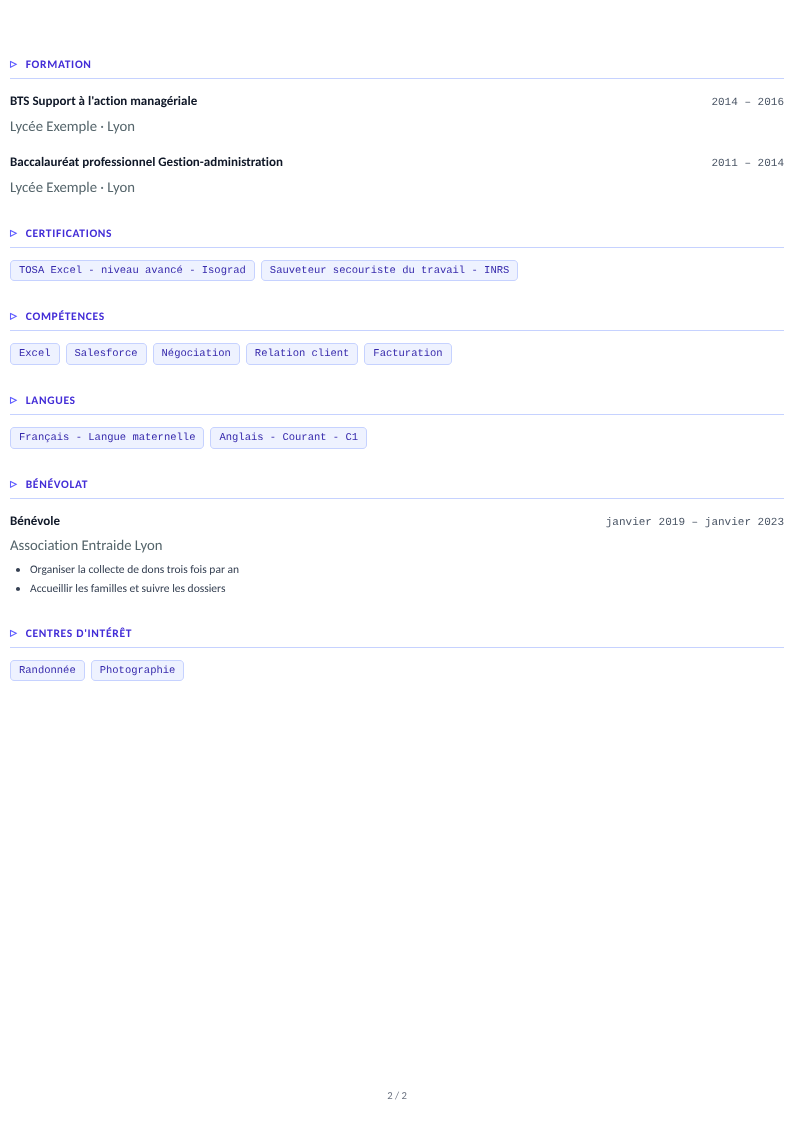 ▷ FORMATION
BTS Support à l'action managériale 2014 – 2016
Lycée Exemple · Lyon
Baccalauréat professionnel Gestion-administration 2011 – 2014
Lycée Exemple · Lyon
▷ CERTIFICATIONS
TOSA Excel - niveau avancé - Isograd Sauveteur secouriste du travail - INRS
▷ COMPÉTENCES
Excel Salesforce Négociation Relation client Facturation
▷ LANGUES
Français - Langue maternelle Anglais - Courant - C1
▷ BÉNÉVOLAT
Bénévole janvier 2019 – janvier 2023
Association Entraide Lyon
• Organiser la collecte de dons trois fois par an
• Accueillir les familles et suivre les dossiers
▷ CENTRES D'INTÉRÊT
Randonnée Photographie
2 / 2